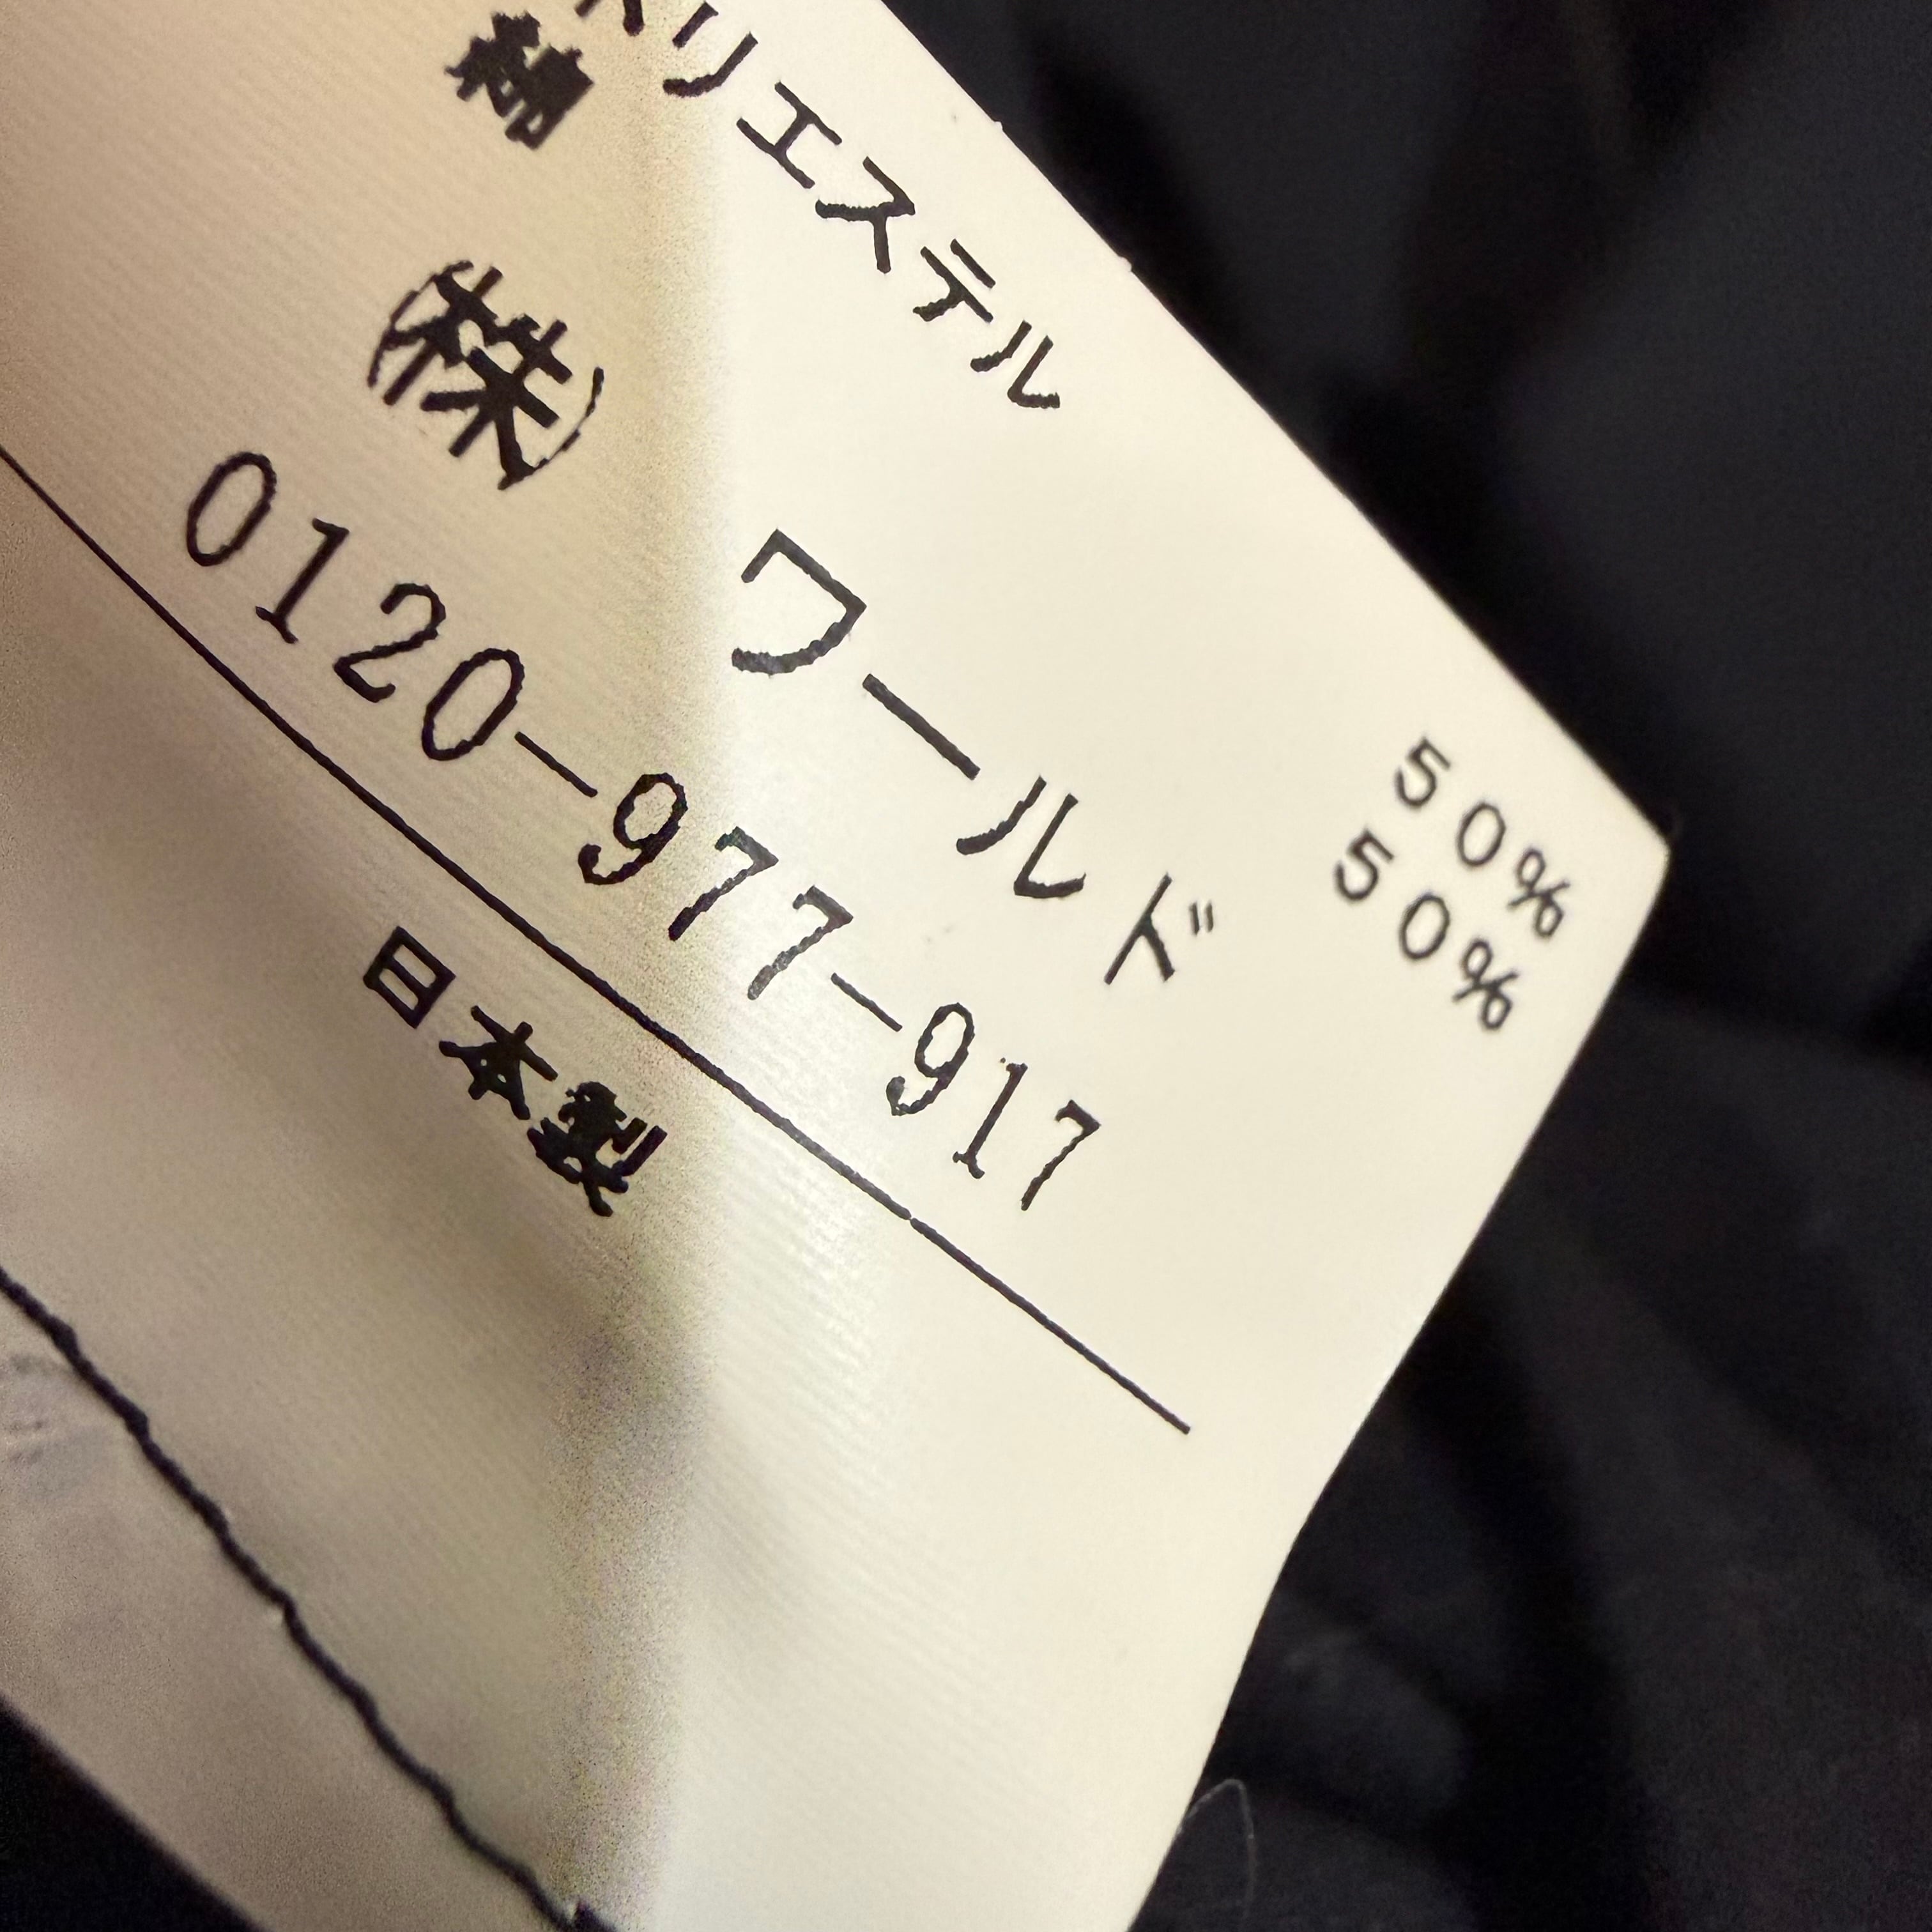 ポリエステル 50%
綿 50%
(株) ワールド
0120-977-917
日本製